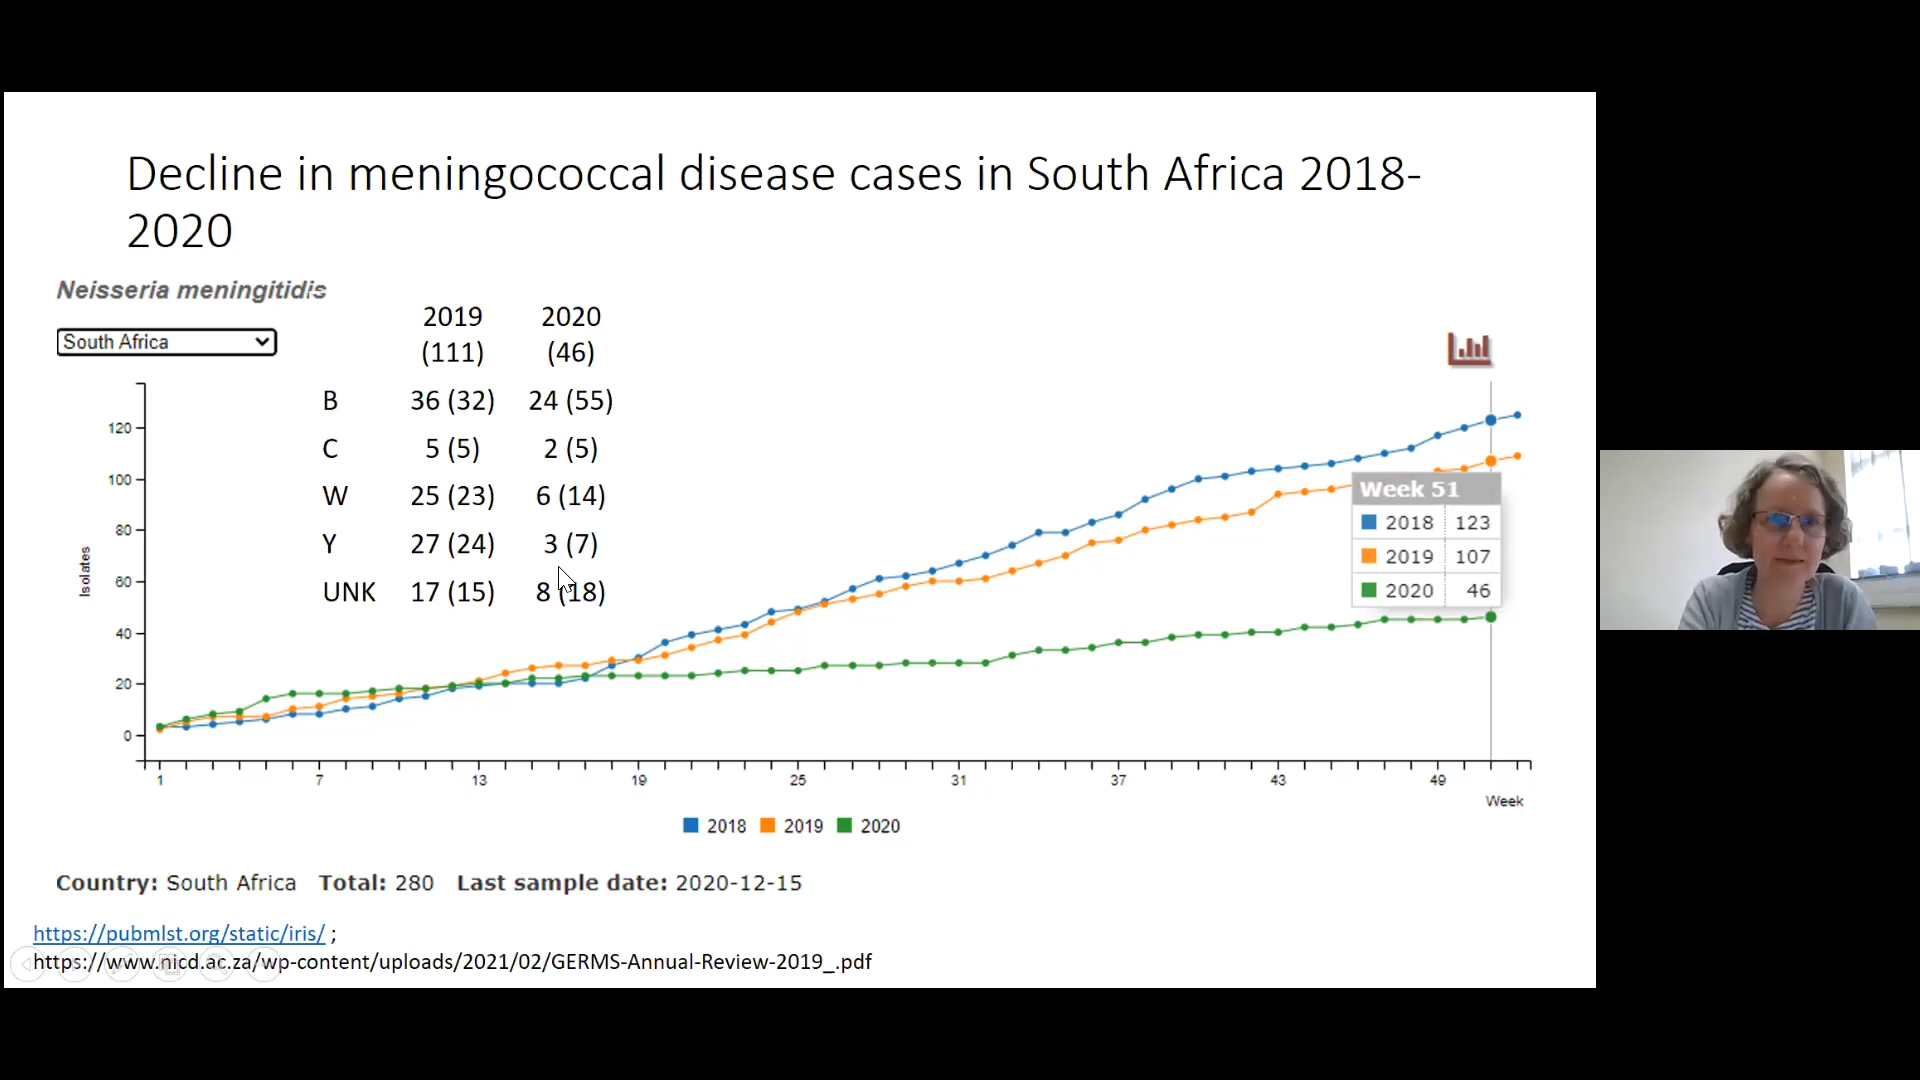 Decline in meningococcal disease cases in South Africa 2018-
2020
Neisseria meningitidis
South Africa
2019 2020
(111) (46)
B 36 (32) 24 (55)
C 5 (5) 2 (5)
W 25 (23) 6 (14)
Y 27 (24) 3 (7)
UNK 17 (15) 8 (18)
Isolates
120
100
80
60
40
20
0
1 7 13 19 25 31 37 43 49
Week
Week 51
2018 123
2019 107
2020 46
2018 2019 2020
Country: South Africa Total: 280 Last sample date: 2020-12-15
https://pubmlst.org/static/iris/ ;
https://www.nicd.ac.za/wp-content/uploads/2021/02/GERMS-Annual-Review-2019_.pdf